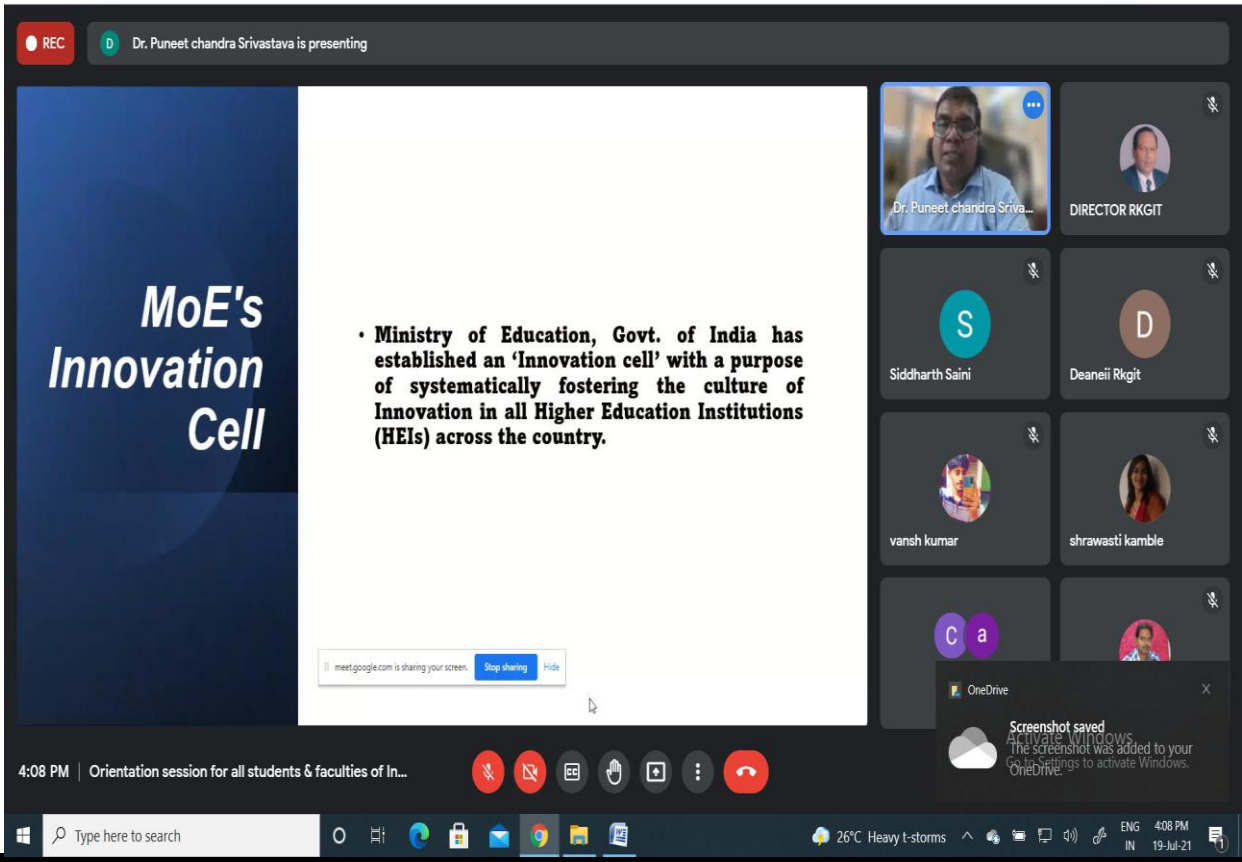 REC
D
Dr. Puneet chandra Srivastava is presenting
MoE's
Innovation
Cell
• Ministry of Education, Govt. of India has
established an ‘Innovation cell’ with a purpose
of systematically fostering the culture of
Innovation in all Higher Education Institutions
(HEIs) across the country.
meet.google.com is sharing your screen.
Stop sharing
Hide
Dr. Puneet chandra Sriva...
DIRECTOR RKGIT
S
Siddharth Saini
D
Deaneii Rkgit
vansh kumar
shrawasti kamble
C
a
OneDrive
X
Screenshot saved
The screenshot was added to your
OneDrive.
Activate Windows
Go to Settings to activate Windows.
4:08 PM | Orientation session for all students & faculties of In...
CC
Type here to search
26°C Heavy t-storms
ENG
IN
4:08 PM
19-Jul-21
1